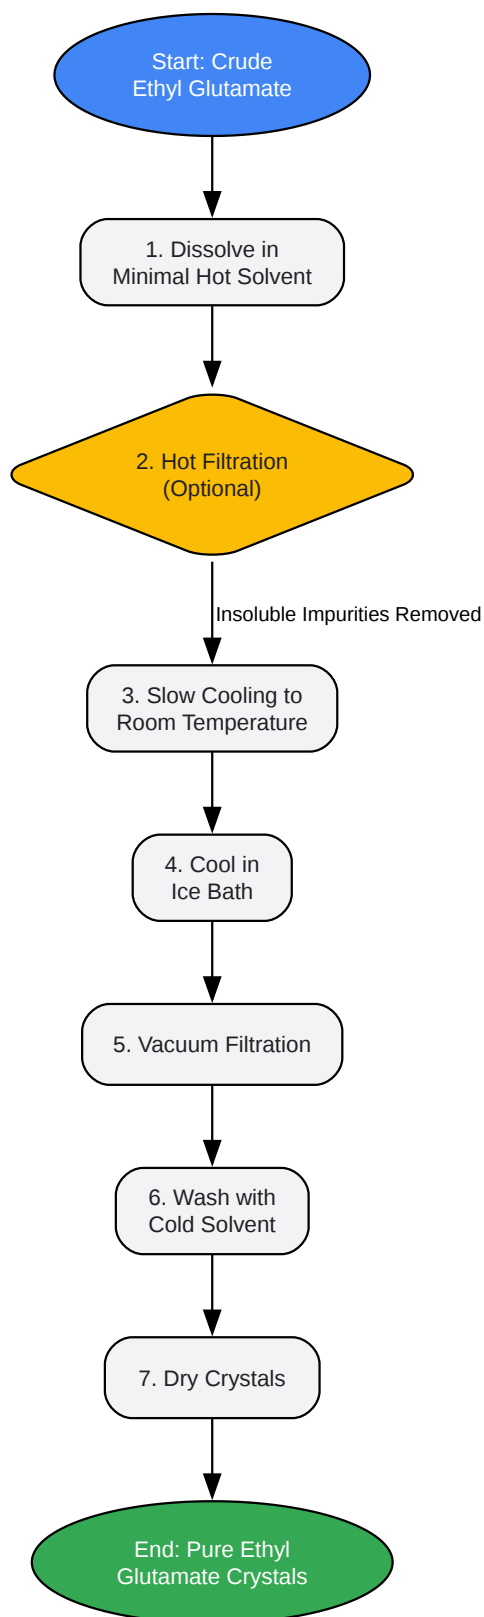 Start: Crude
Ethyl Glutamate
1. Dissolve in
Minimal Hot Solvent
2. Hot Filtration
(Optional)
Insoluble Impurities Removed
3. Slow Cooling to
Room Temperature
4. Cool in
Ice Bath
5. Vacuum Filtration
6. Wash with
Cold Solvent
7. Dry Crystals
End: Pure Ethyl
Glutamate Crystals